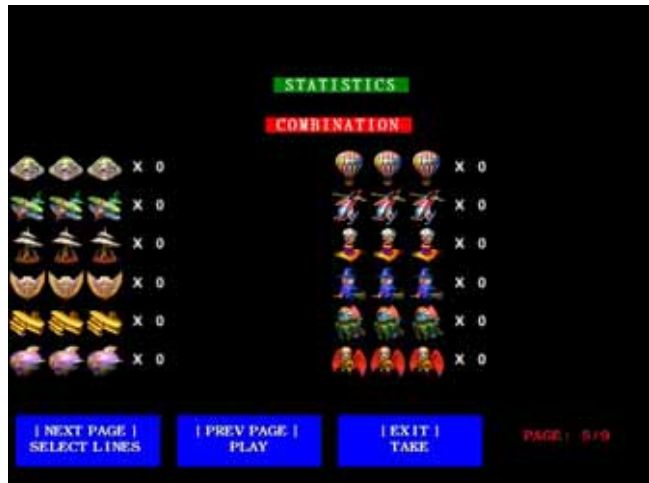 STATISTICS
COMBINATION
X 0 X 0
X 0 X 0
X 0 X 0
X 0 X 0
X 0 X 0
X 0 X 0
| NEXT PAGE | | PREV PAGE | | EXIT | PAGE: 5/9
SELECT LINES PLAY TAKE